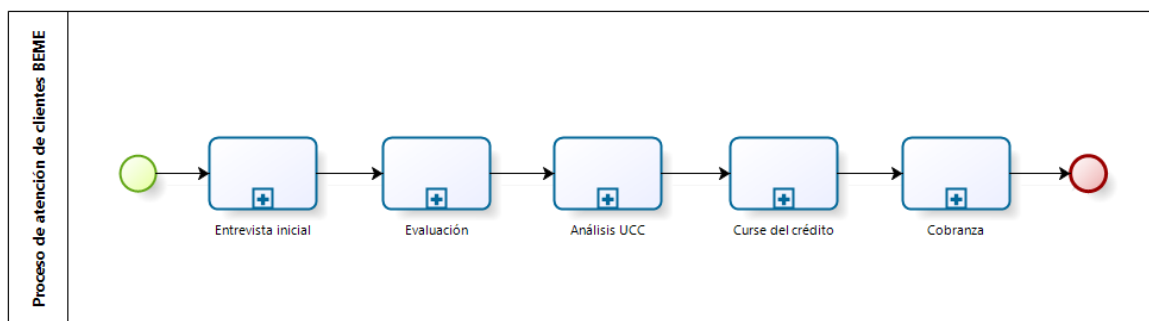 Proceso de atención de clientes BEME
Entrevista inicial
Evaluación
Análisis UCC
Curse del crédito
Cobranza